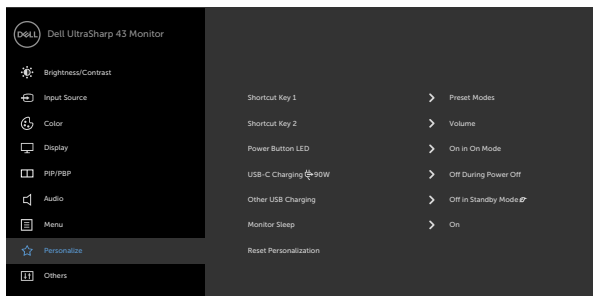 DELL Dell UltraSharp 43 Monitor
Brightness/Contrast
Input Source
Shortcut Key 1 Preset Modes
Color
Shortcut Key 2 Volume
Display
Power Button LED On in On Mode
PIP/PBP
USB-C Charging 90W Off During Power Off
Audio
Other USB Charging Off in Standby Mode
Menu
Monitor Sleep On
Personalize
Reset Personalization
Others